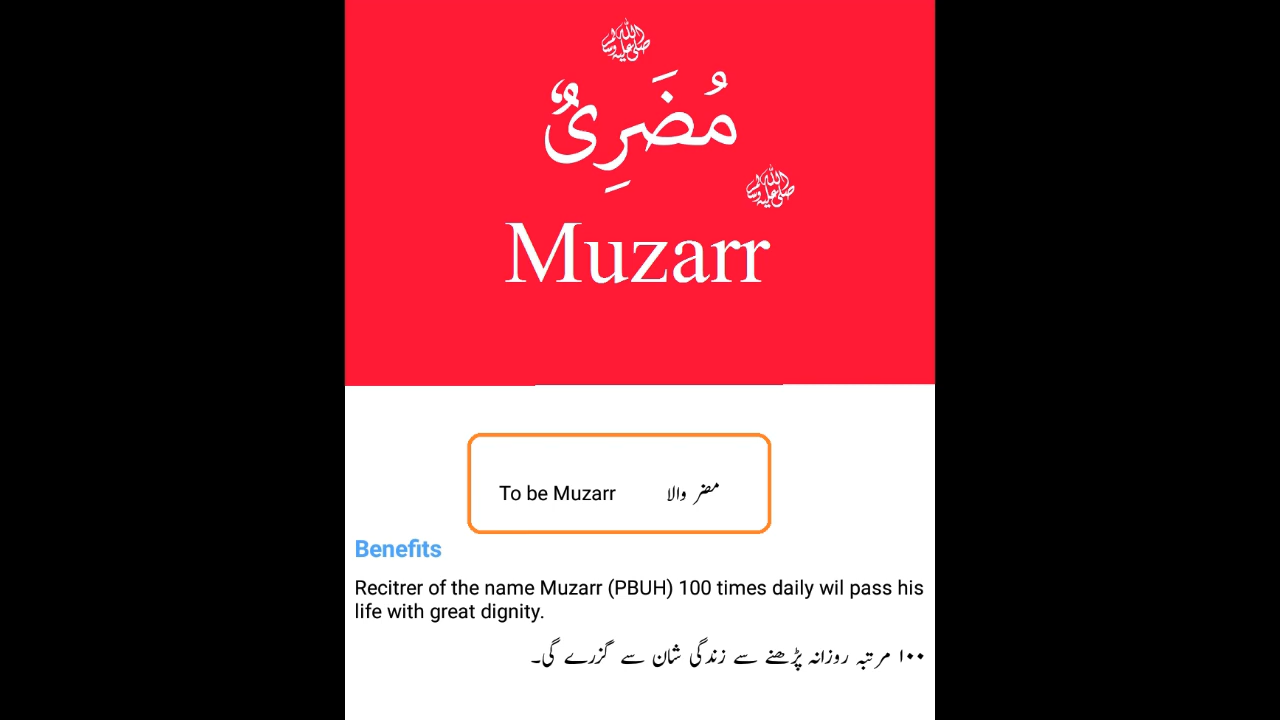 ﷺ
مُضَرِیٌ
ﷺ
Muzarr
To be Muzarr مضر والا
Benefits
Recitrer of the name Muzarr (PBUH) 100 times daily wil pass his
life with great dignity.
۱۰۰ مرتبہ روزانہ پڑھنے سے زندگی شان سے گزرے گی۔